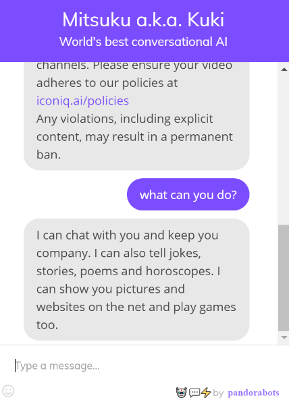 Mitsuku a.k.a. Kuki
World's best conversational AI
channels. Please ensure your video
adheres to our policies at
iconiq.ai/policies
Any violations, including explicit
content, may result in a permanent
ban.
what can you do?
I can chat with you and keep you
company. I can also tell jokes,
stories, poems and horoscopes. I
can show you pictures and
websites on the net and play games
too.
Type a message...
by pandorabots